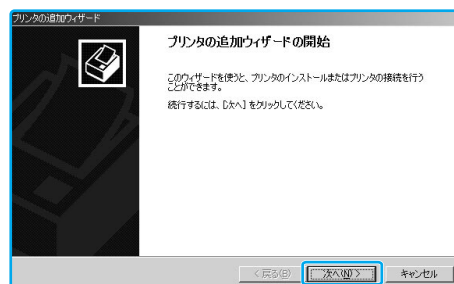 プリンタの追加ウィザード
プリンタの追加ウィザードの開始
このウィザードを使うと、プリンタのインストールまたはプリンタの接続を行う
ことができます。
続行するには、[次へ] をクリックしてください。
< 戻る(B) 次へ(N) > キャンセル